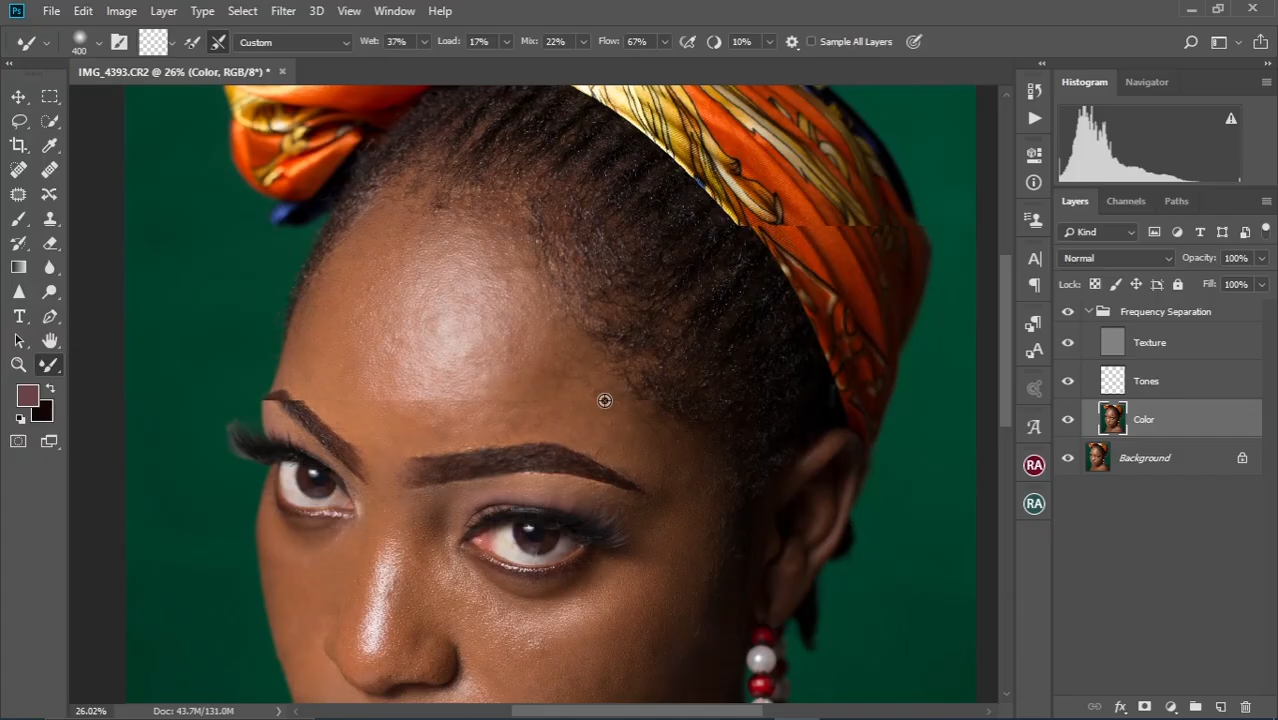 Ps File Edit Image Layer Type Select Filter 3D View Window Help
400 Custom Wet: 37% Load: 17% Mix: 22% Flow: 67% 10% Sample All Layers
IMG_4393.CR2 @ 26% (Color, RGB/8*) *
Histogram Navigator
Layers Channels Paths
Kind
Normal Opacity: 100%
Lock: Fill: 100%
Frequency Separation
Texture
Tones
Color
Background
RA
RA
26.02% Doc: 43.7M/131.0M